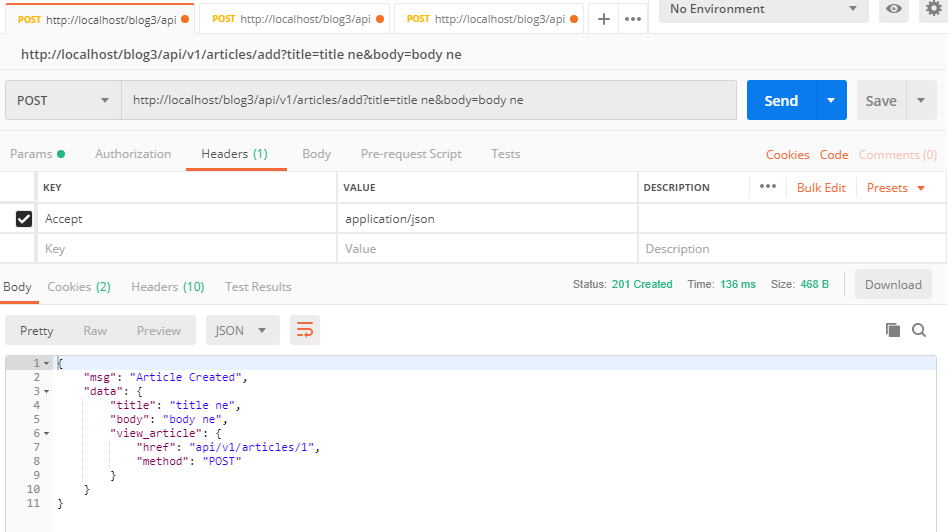 POST http://localhost/blog3/api POST http://localhost/blog3/api POST http://localhost/blog3/api + ••• No Environment
http://localhost/blog3/api/v1/articles/add?title=title ne&body=body ne
POST http://localhost/blog3/api/v1/articles/add?title=title ne&body=body ne Send Save
Params Authorization Headers (1) Body Pre-request Script Tests Cookies Code Comments (0)
KEY VALUE DESCRIPTION ••• Bulk Edit Presets
Accept application/json
Key Value Description
Body Cookies (2) Headers (10) Test Results Status: 201 Created Time: 136 ms Size: 468 B Download
Pretty Raw Preview JSON
1 {
2 "msg": "Article Created",
3 "data": {
4 "title": "title ne",
5 "body": "body ne",
6 "view_article": {
7 "href": "api/v1/articles/1",
8 "method": "POST"
9 }
10 }
11 }